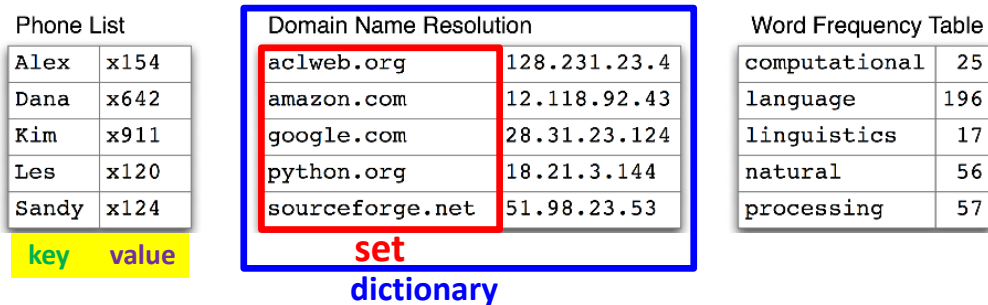 Phone List
Alex x154
Dana x642
Kim x911
Les x120
Sandy x124
key value
Domain Name Resolution
aclweb.org 128.231.23.4
amazon.com 12.118.92.43
google.com 28.31.23.124
python.org 18.21.3.144
sourceforge.net 51.98.23.53
set
dictionary
Word Frequency Table
computational 25
language 196
linguistics 17
natural 56
processing 57